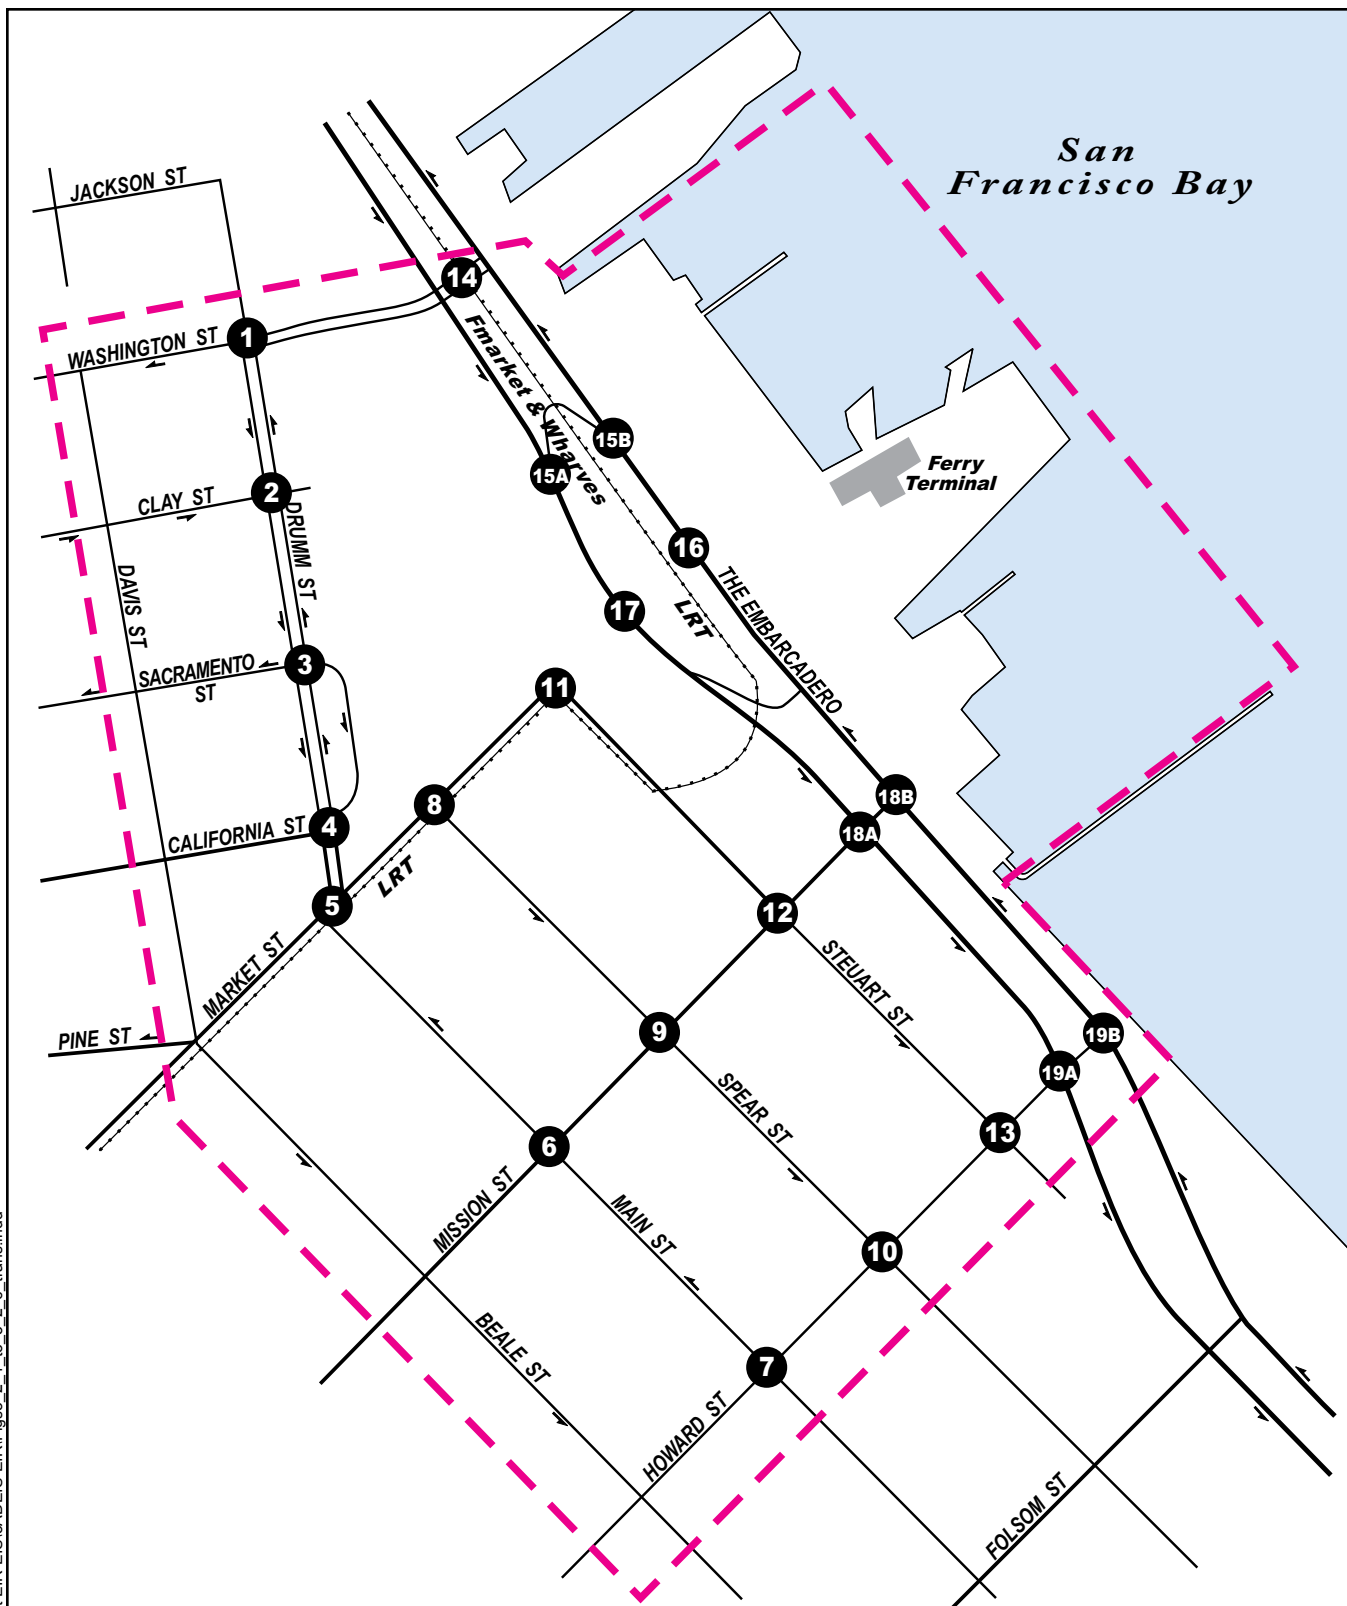 San
Francisco Bay
JACKSON ST
14
1
WASHINGTON ST
Fmarket & Wharves
15B
15A
Ferry
Terminal
2
CLAY ST
DRUMM ST
16
DAVIS ST
THE EMBARCADERO
17
LRT
3
SACRAMENTO
ST
11
18B
8
4
CALIFORNIA ST
18A
LRT
5
12
MARKET ST
STEUART ST
PINE ST
9
19B
19A
SPEAR ST
13
6
MISSION ST
MAIN ST
10
BEALE ST
7
HOWARD ST
FOLSOM ST